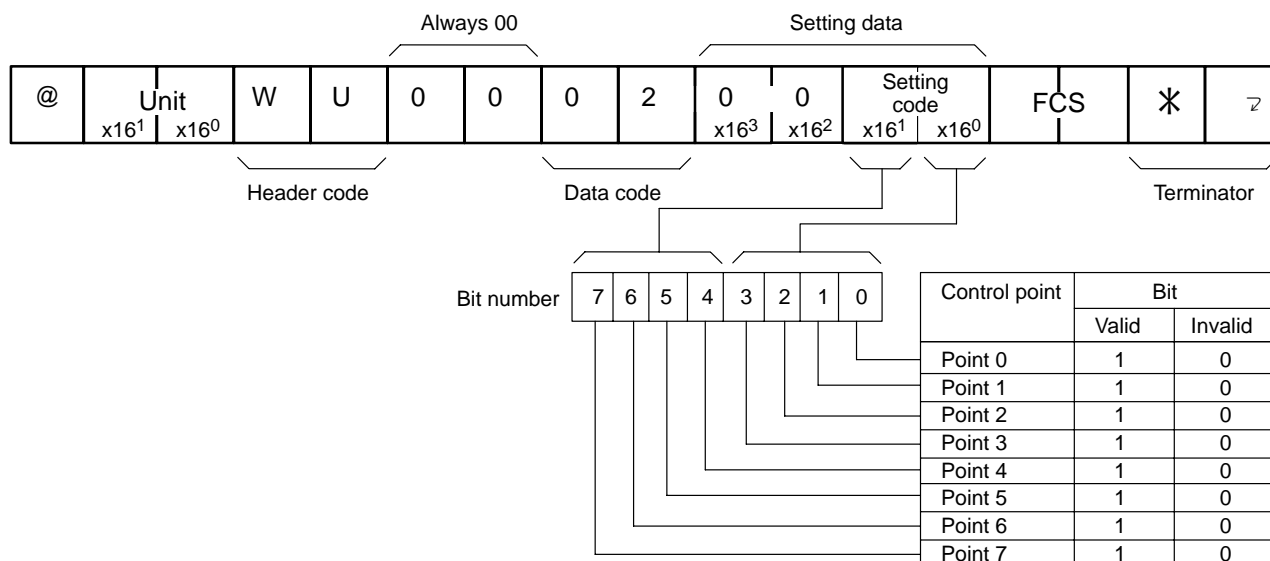 Always 00 Setting data
@ Unit x16¹ x16⁰ W U 0 0 0 2 0 x16³ 0 x16² Setting code x16¹ x16⁰ FCS * ⤶
Header code Data code Terminator
Bit number 7 6 5 4 3 2 1 0
Control point Bit
Valid Invalid
Point 0 1 0
Point 1 1 0
Point 2 1 0
Point 3 1 0
Point 4 1 0
Point 5 1 0
Point 6 1 0
Point 7 1 0